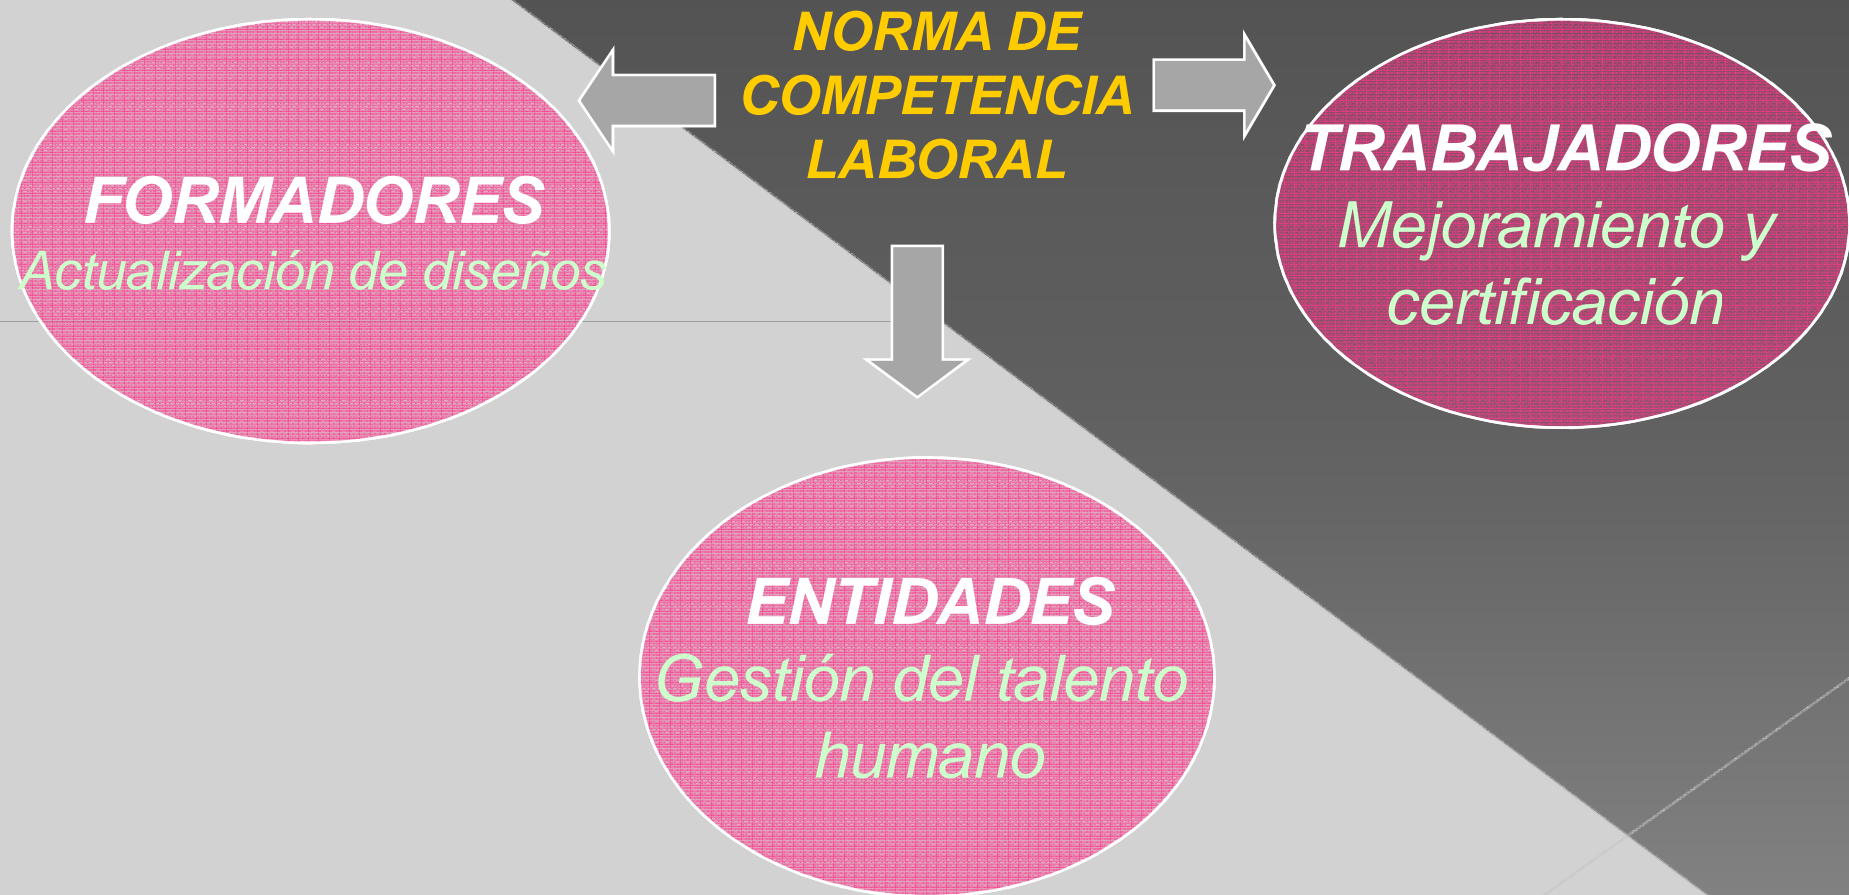 NORMA DE
COMPETENCIA
LABORAL
FORMADORES
Actualización de diseños
TRABAJADORES
Mejoramiento y
certificación
ENTIDADES
Gestión del talento
humano